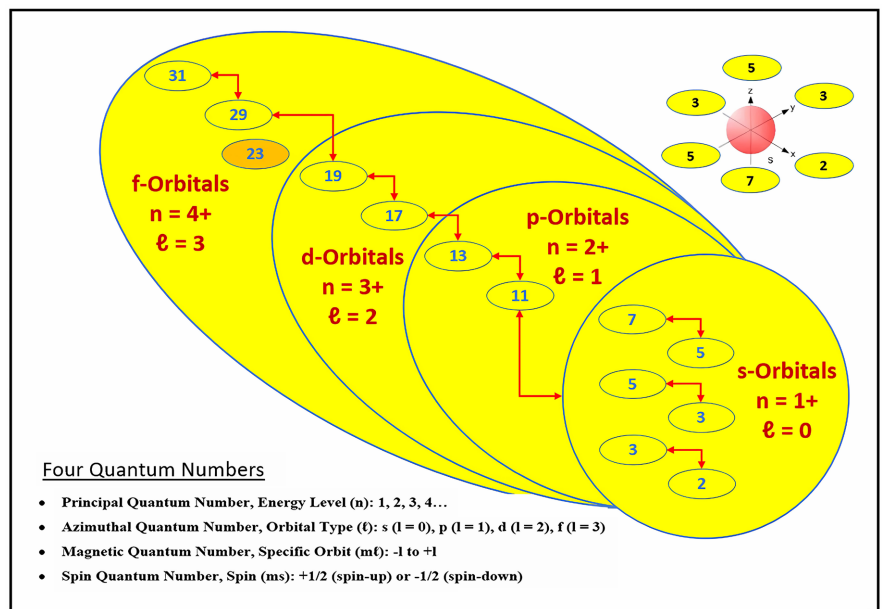 31
29
23
f-Orbitals
n = 4+
ℓ = 3
19
17
d-Orbitals
n = 3+
ℓ = 2
p-Orbitals
n = 2+
ℓ = 1
13
11
7
5
5
3
3
2
s-Orbitals
n = 1+
ℓ = 0
5
3
z
y
3
5
s
x
2
7
Four Quantum Numbers
• Principal Quantum Number, Energy Level (n): 1, 2, 3, 4…
• Azimuthal Quantum Number, Orbital Type (ℓ): s (l = 0), p (l = 1), d (l = 2), f (l = 3)
• Magnetic Quantum Number, Specific Orbit (mℓ): -l to +l
• Spin Quantum Number, Spin (ms): +1/2 (spin-up) or -1/2 (spin-down)